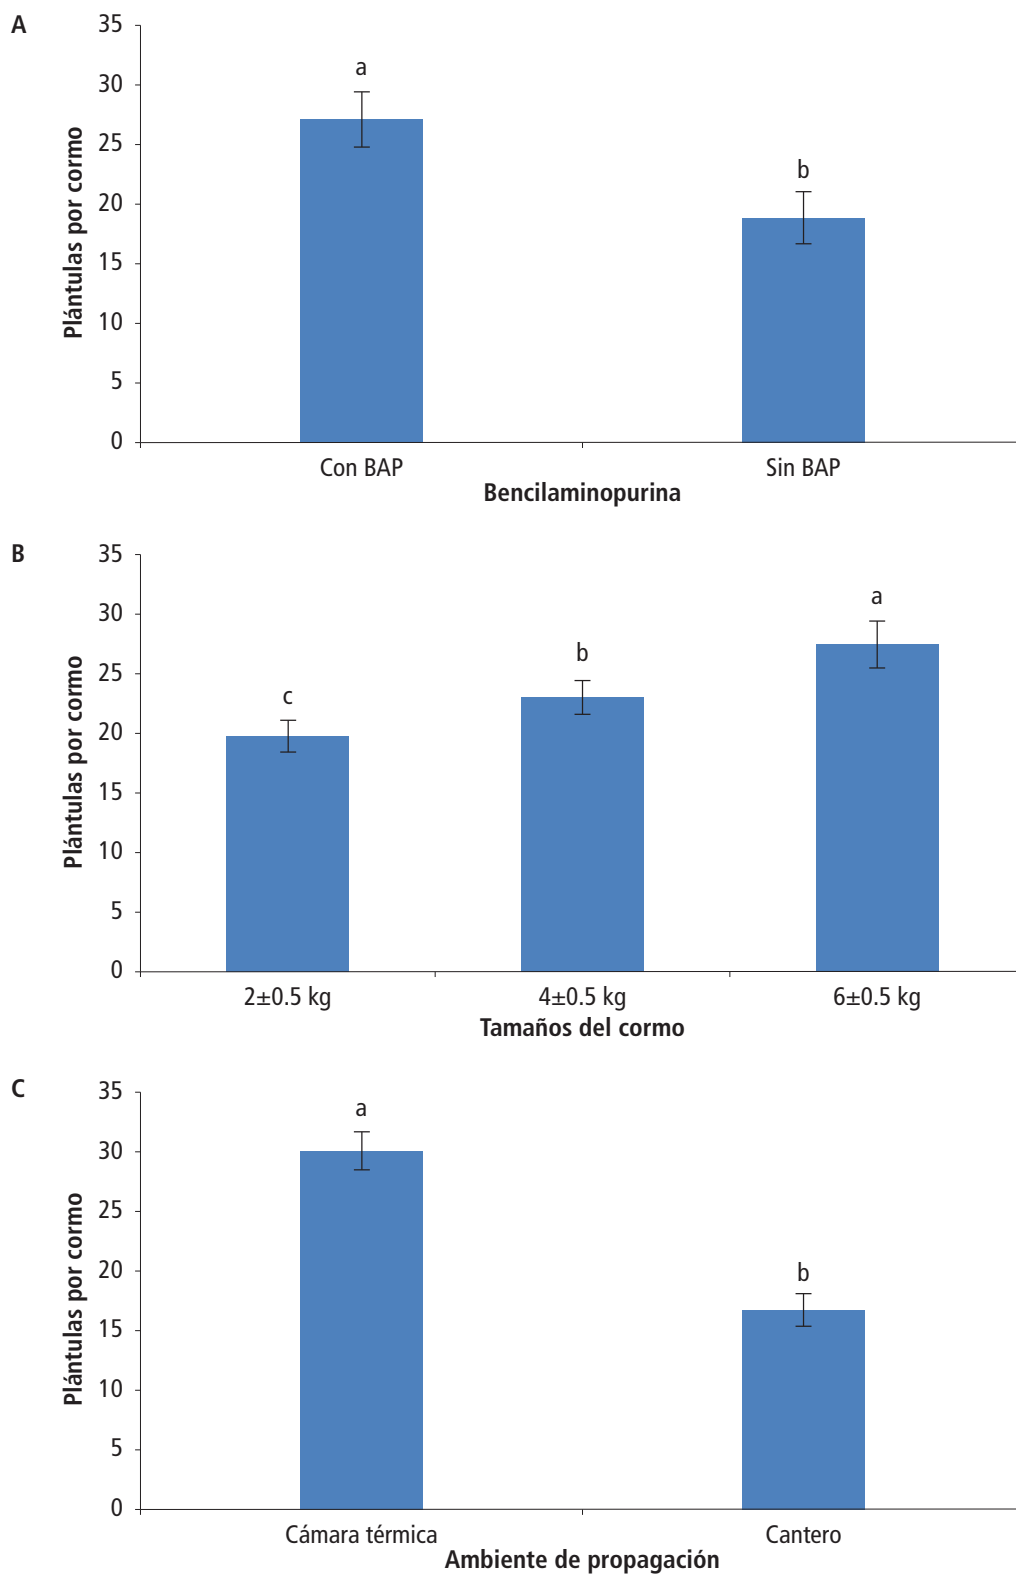 A
Plántulas por cormo
35
30
25
20
15
10
5
0
a
b
Con BAP
Sin BAP
Bencilaminopurina
B
Plántulas por cormo
35
30
25
20
15
10
5
0
c
b
a
2±0.5 kg
4±0.5 kg
6±0.5 kg
Tamaños del cormo
C
Plántulas por cormo
35
30
25
20
15
10
5
0
a
b
Cámara térmica
Cantero
Ambiente de propagación